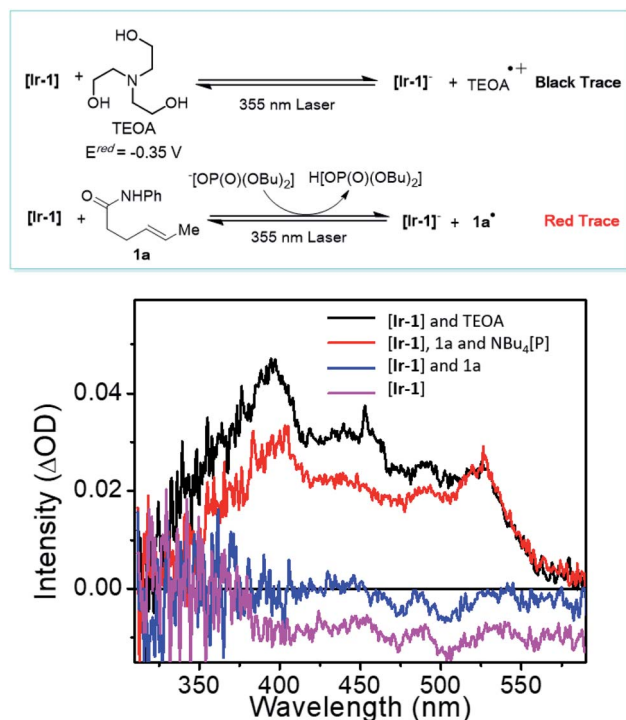 HO
[Ir-1] + N OH [Ir-1]⁻ + TEOA•+ Black Trace
OH
355 nm Laser
TEOA
E^red = -0.35 V
⁻[OP(O)(OBu)₂] H[OP(O)(OBu)₂]
O NHPh
[Ir-1] + Me [Ir-1]⁻ + 1a• Red Trace
355 nm Laser
1a
[Ir-1] and TEOA
[Ir-1], 1a and NBu₄[P]
[Ir-1] and 1a
[Ir-1]
Intensity (ΔOD)
0.04
0.02
0.00
350 400 450 500 550
Wavelength (nm)